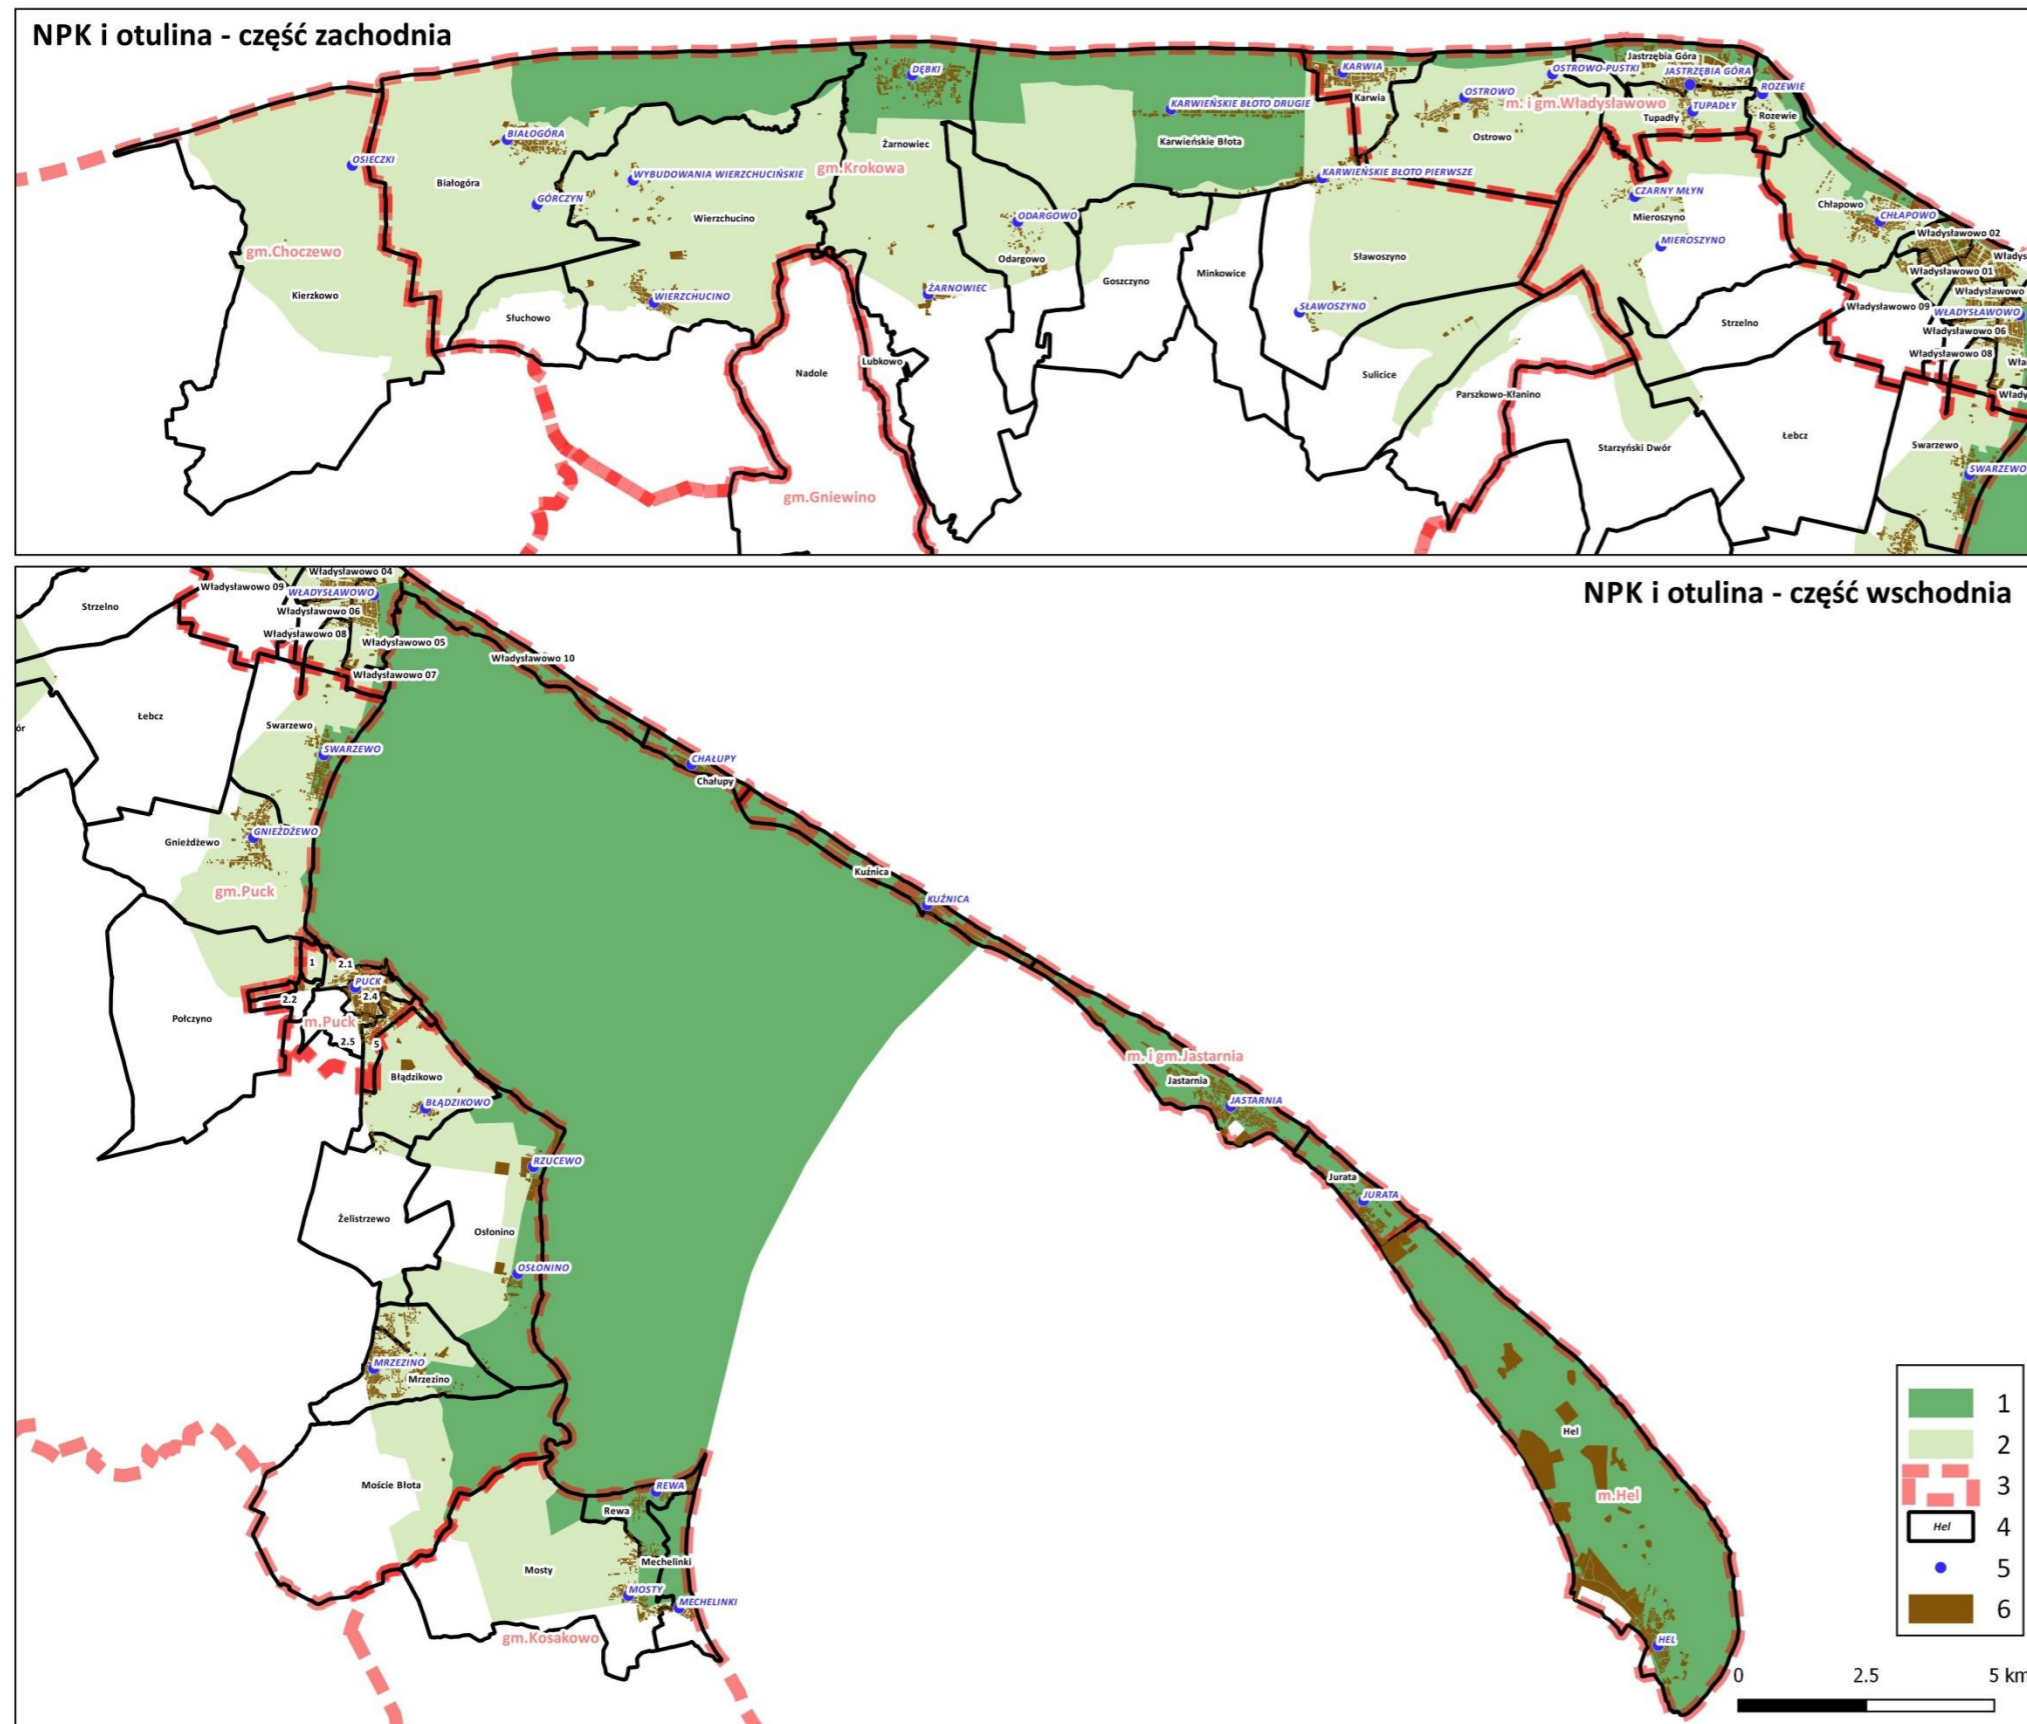 NPK i otulina - część zachodnia
DĘBKI
KARWIA
Karwia
OSTROWO-PUSTKI
Jastrzębia Góra
JASTRZĘBIA GÓRA
ROZEWIE
OSTROWO
m. i gm.Władysławowo
TUPADŁY
Tupadły
Rozewie
KARWIEŃSKIE BŁOTO DRUGIE
Ostrowo
BIAŁOGÓRA
Żarnowiec
Karwieńskie Błota
OSIECZKI
gm.Krokowa
Białogóra
WYBUDOWANIA WIERZCHUCIŃSKIE
KARWIEŃSKIE BŁOTO PIERWSZE
GÓRCZYN
CZARNY MŁYN
Wierzchucino
ODARGOWO
Mieroszyno
Chłapowo
CHŁAPOWO
gm.Choczewo
Władysławowo 02
MIEROSZYNO
Odargowo
Sławoszyno
Włady
Minkowice
Władysławowo 01
Goszczyno
Kierzkowo
ŻARNOWIEC
WIERZCHUCINO
Władysławowo
SŁAWOSZYNO
Władysławowo 09
WŁADYSŁAWOWO
Słuchowo
Strzelno
Władysławowo 06
Władysławowo 08
Lubkowo
Wła
Nadole
Sulicice
Parszkowo-Kłanino
Włady
Łebcz
Starzyński Dwór
Swarzewo
SWARZEWO
gm.Gniewino
NPK i otulina - część wschodnia
Władysławowo 04
Władysławowo 09
WŁADYSŁAWOWO
Strzelno
Władysławowo 06
Władysławowo 08
Władysławowo 05
Władysławowo 10
Władysławowo 07
Łebcz
Swarzewo
ór
SWARZEWO
CHAŁUPY
Chałupy
GNIEŻDŻEWO
Gnieżdżewo
Kuźnica
gm.Puck
KUŹNICA
1
2.1
PUCK
2.2
2.4
Połczyno
m.Puck
2.5
5
m. i gm.Jastarnia
Błądzikowo
Jastarnia
BŁĄDZIKOWO
JASTARNIA
RZUCEWO
Jurata
JURATA
Żelistrzewo
Osłonino
OSŁONINO
MRZEZINO
Mrzezino
1
2
Hel
3
Moście Błota
REWA
m.Hel
Rewa
Hel
4
Mechelinki
Mosty
5
MOSTY
MECHELINKI
6
gm.Kosakowo
HEL
0
2.5
5 km